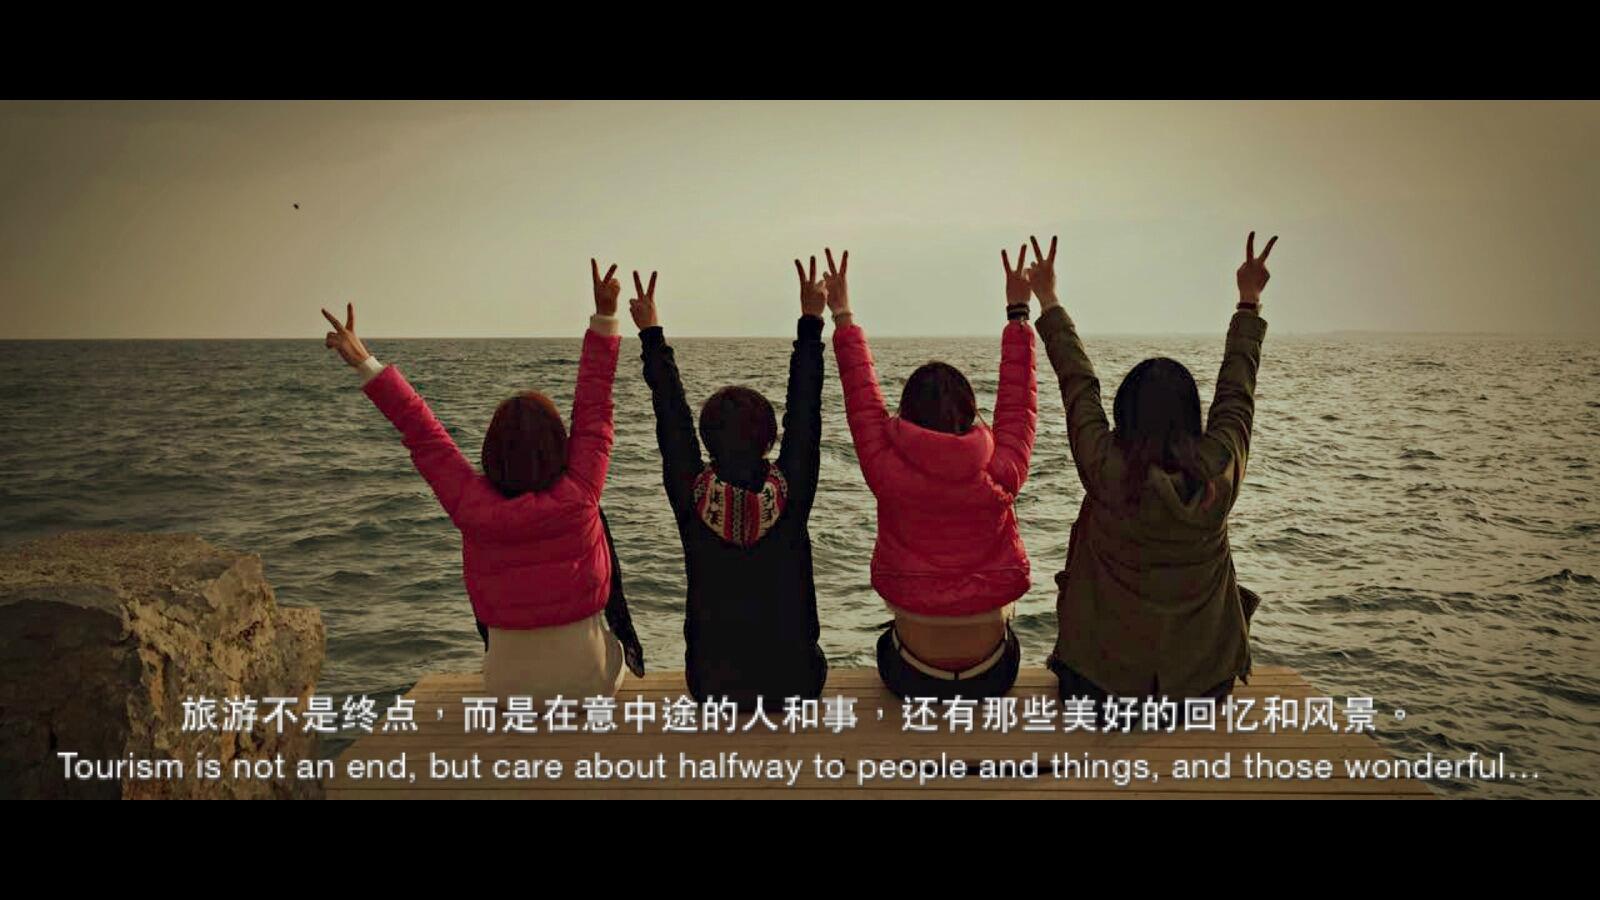 旅游不是终点，而是在意中途的人和事，还有那些美好的回忆和风景。
Tourism is not an end, but care about halfway to people and things, and those wonderful...